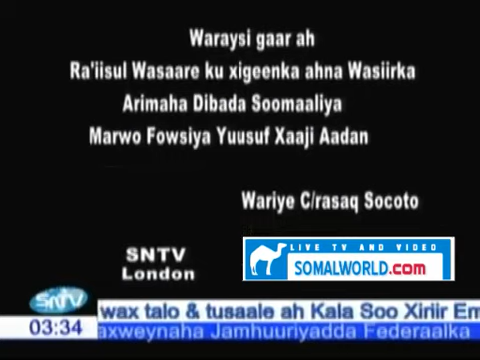 Waraysi gaar ah
Ra'iisul Wasaare ku xigeenka ahna Wasiirka
Arimaha Dibada Soomaaliya
Marwo Fowsiya Yuusuf Xaaji Aadan
Wariye C/rasaq Socoto
SNTV
London
LIVE TV AND VIDEO
SOMALWORLD.com
SNTV
wax talo & tusaale ah Kala Soo Xiriir Em
03:34
axweynaha Jamhuuriyadda Federaalka